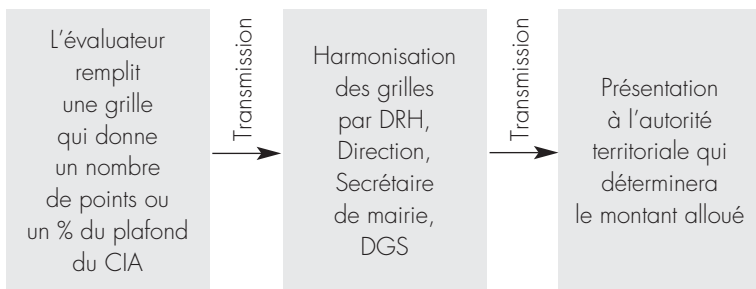 L’évaluateur
remplit
une grille
qui donne
un nombre
de points ou
un % du plafond
du CIA
Transmission
Harmonisation
des grilles
par DRH,
Direction,
Secrétaire
de mairie,
DGS
Transmission
Présentation
à l’autorité
territoriale qui
déterminera
le montant alloué